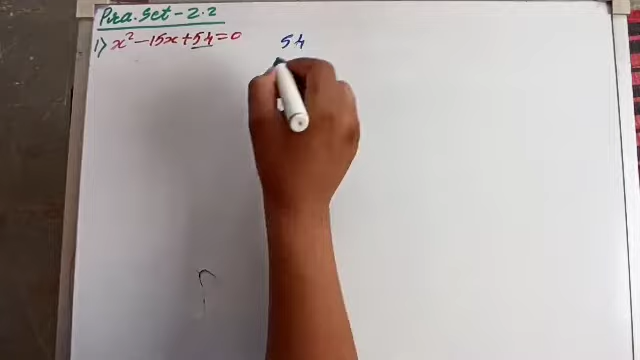 Pra. Set - 2.2
1) x² - 15x + 54 = 0
54